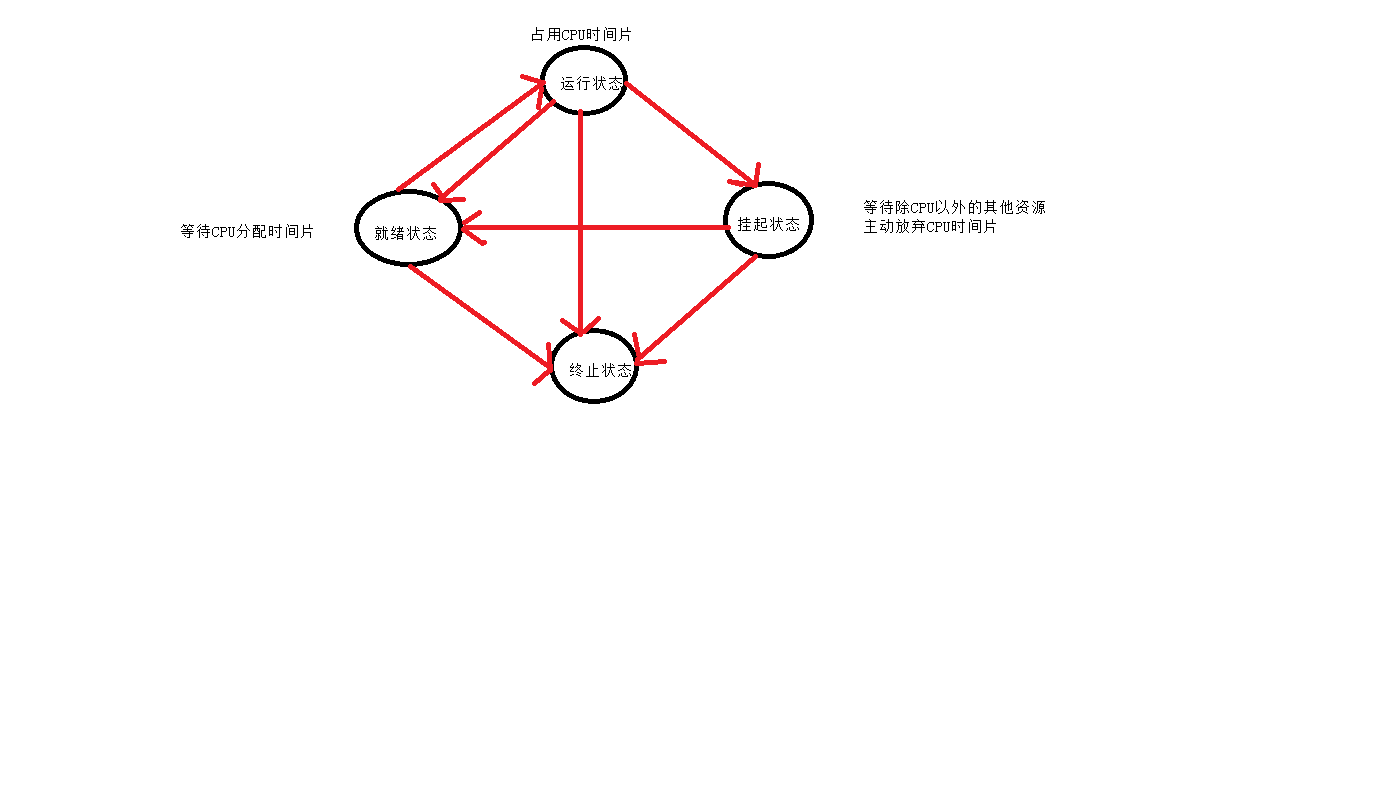 占用CPU时间片
运行状态
等待除CPU以外的其他资源
主动放弃CPU时间片
挂起状态
等待CPU分配时间片
就绪状态
终止状态